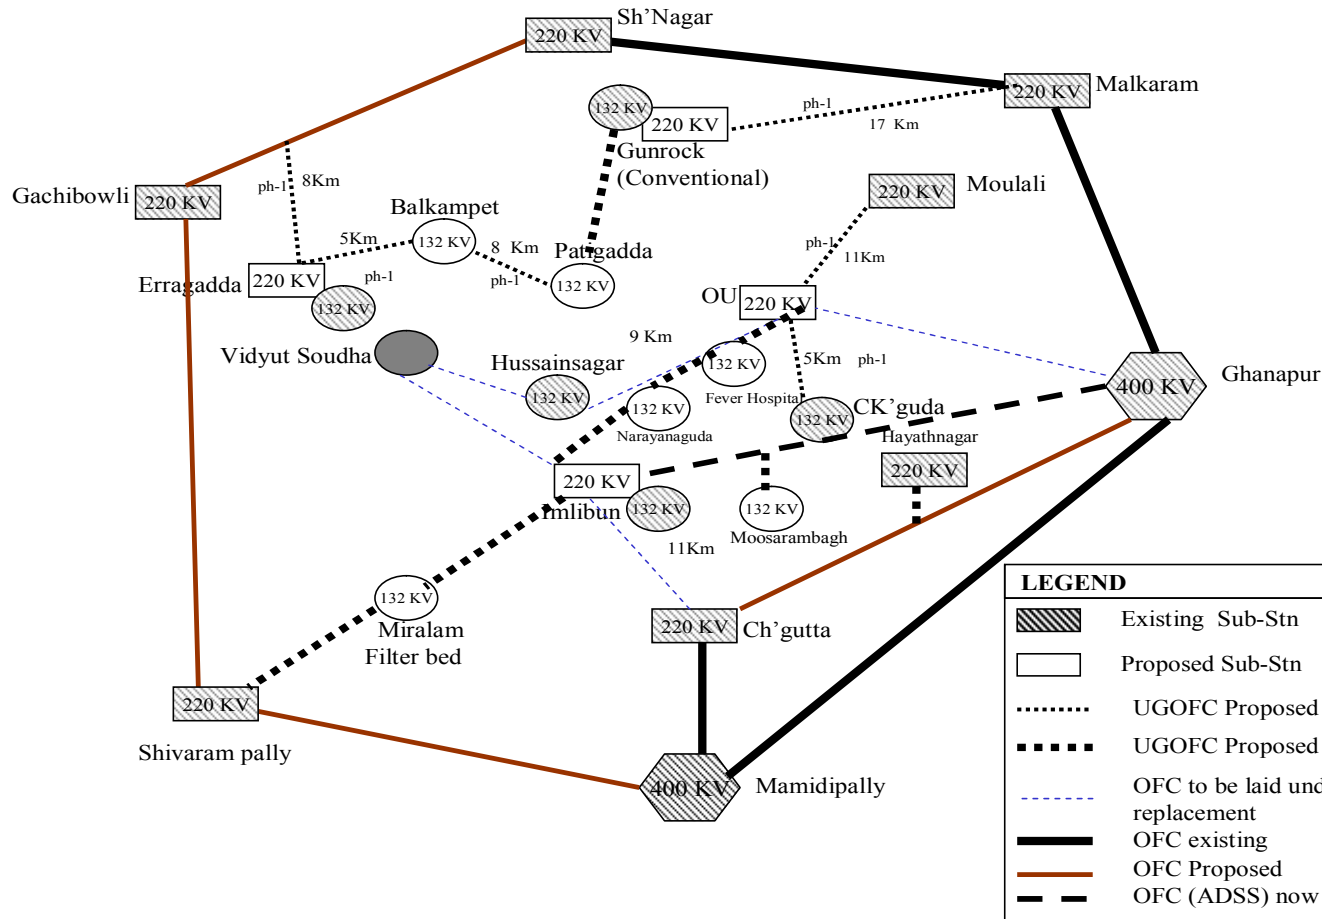 Sh'Nagar
220 KV
220 KV
Malkaram
ph-1
17 Km
132 KV
220 KV
Gunrock
(Conventional)
Gachibowli
220 KV
ph-1
8Km
220 KV
Moulali
Balkampet
132 KV
5Km
8 Km
ph-1
Patigadda
132 KV
ph-1
11Km
Erragadda
220 KV
ph-1
132 KV
OU
220 KV
Vidyut Soudha
9 Km
Hussainsagar
132 KV
132 KV
Fever Hospital
5Km
ph-1
400 KV
Ghanapur
132 KV
Narayanaguda
132 KV
CK'guda
Hayathnagar
220 KV
220 KV
Imlibun
132 KV
11Km
132 KV
Moosarambagh
132 KV
Miralam
Filter bed
220 KV
Ch'gutta
220 KV
Shivaram pally
400 KV
Mamidipally
LEGEND
Existing Sub-Stn
Proposed Sub-Stn
UGOFC Proposed
UGOFC Proposed
OFC to be laid und
replacement
OFC existing
OFC Proposed
OFC (ADSS) now